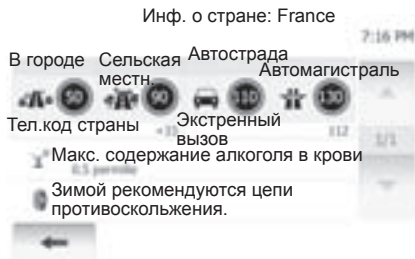 Инф. о стране: France
7:16 PM
В городе
Сельская местн.
Автострада
Автомагистраль
50
90
110
130
Тел.код страны
+33
Экстренный вызов
112
1/1
Макс. содержание алкоголя в крови
0.5 permille
Зимой рекомендуются цепи
противоскольжения.